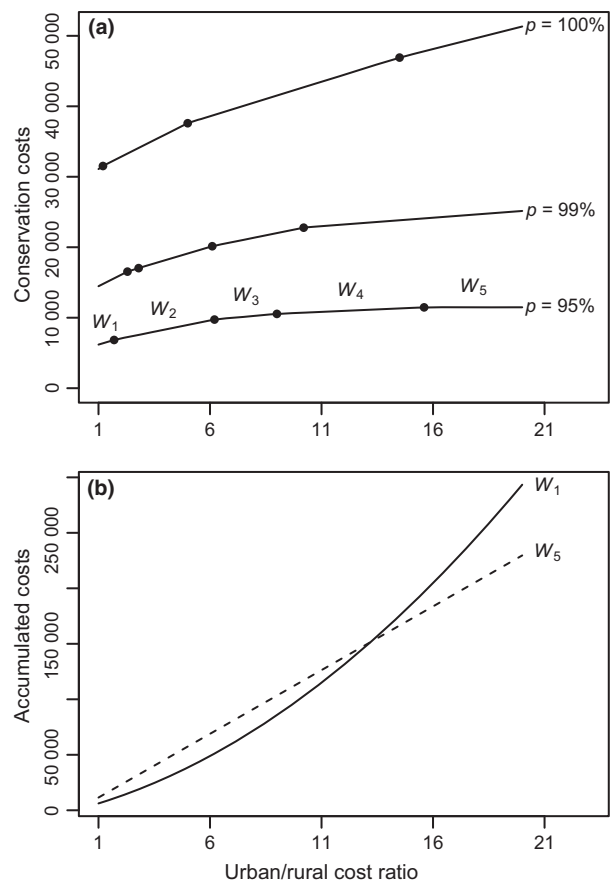 (a)
p = 100%
p = 99%
p = 95%
W1
W2
W3
W4
W5
Conservation costs
50 000
40 000
30 000
20 000
10 000
0
1 6 11 16 21
(b)
W1
W5
Accumulated costs
250 000
150 000
50 000
0
1 6 11 16 21
Urban/rural cost ratio